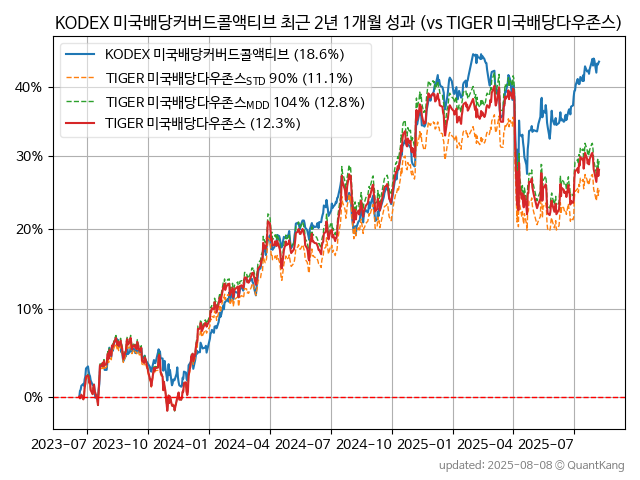 KODEX 미국배당커버드콜액티브 최근 2년 1개월 성과 (vs TIGER 미국배당다우존스)
KODEX 미국배당커버드콜액티브 (18.6%)
TIGER 미국배당다우존스STD 90% (11.1%)
TIGER 미국배당다우존스MDD 104% (12.8%)
TIGER 미국배당다우존스 (12.3%)
40%
30%
20%
10%
0%
2023-07 2023-10 2024-01 2024-04 2024-07 2024-10 2025-01 2025-04 2025-07
updated: 2025-08-08 © QuantKang